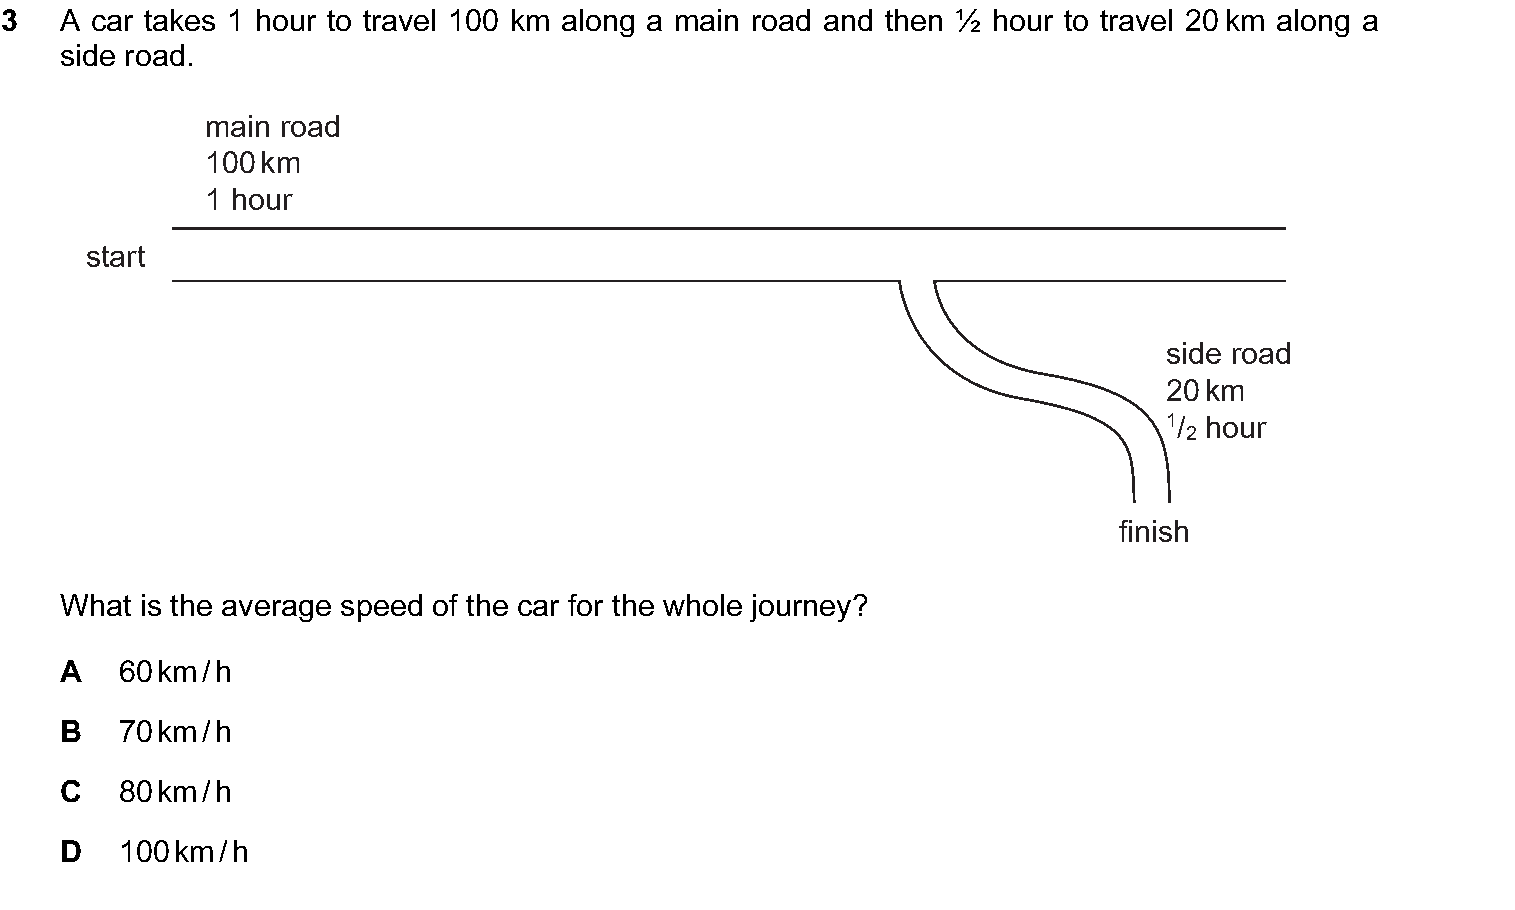 3 A car takes 1 hour to travel 100 km along a main road and then ½ hour to travel 20 km along a
side road.
main road
100 km
1 hour
start
side road
20 km
1/2 hour
finish
What is the average speed of the car for the whole journey?
A 60 km / h
B 70 km / h
C 80 km / h
D 100 km / h